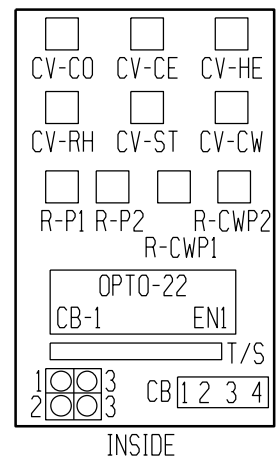 CV-CO CV-CE CV-HE
CV-RH CV-ST CV-CW
R-P1 R-P2 R-CWP2
R-CWP1
OPTO-22
CB-1 EN1
T/S
1 3
2 3
CB 1 2 3 4
INSIDE